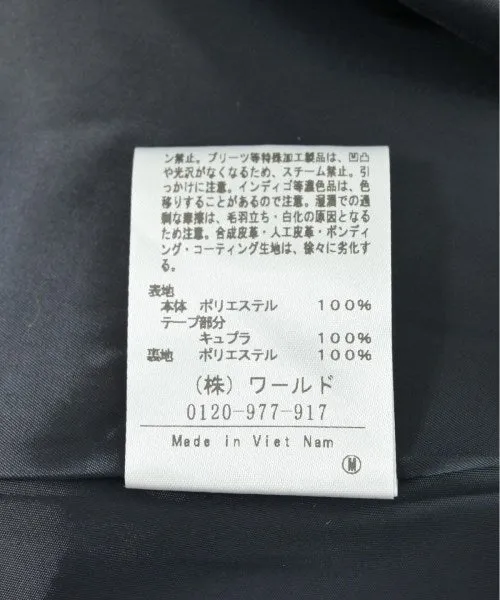 ン禁止。プリーツ等特殊加工製品は、凹凸
や光沢がなくなるため、スチーム禁止。引
っかけに注意。インディゴ等濃色品は、色
移りすることがあるので注意。湿潤での過
剰な摩擦は、毛羽立ち・白化の原因となる
ため注意。合成皮革・人工皮革・ボンディ
ング・コーティング生地は、徐々に劣化す
る。
表地
本体 ポリエステル 100%
テープ部分
キュプラ 100%
裏地 ポリエステル 100%
(株)ワールド
0120-977-917
Made in Viet Nam
Ⓜ